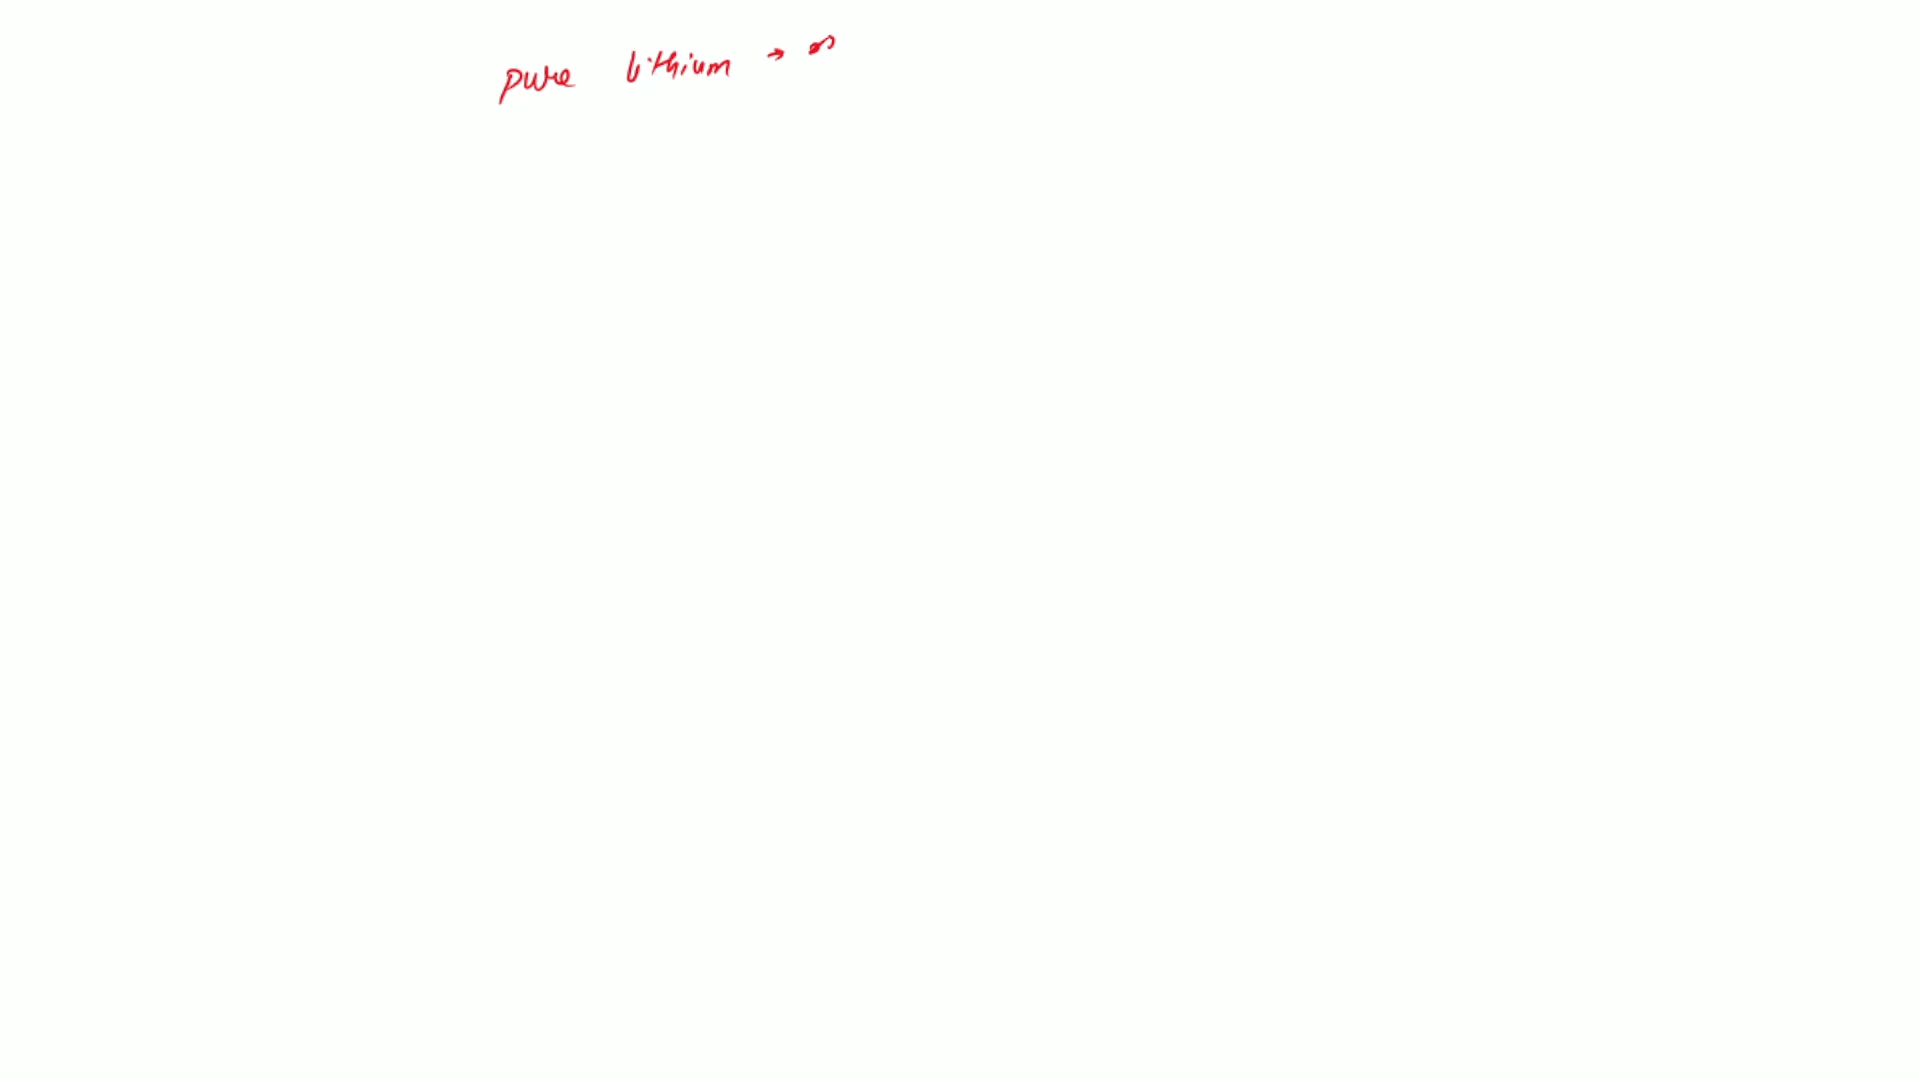 pure lithium → ∞